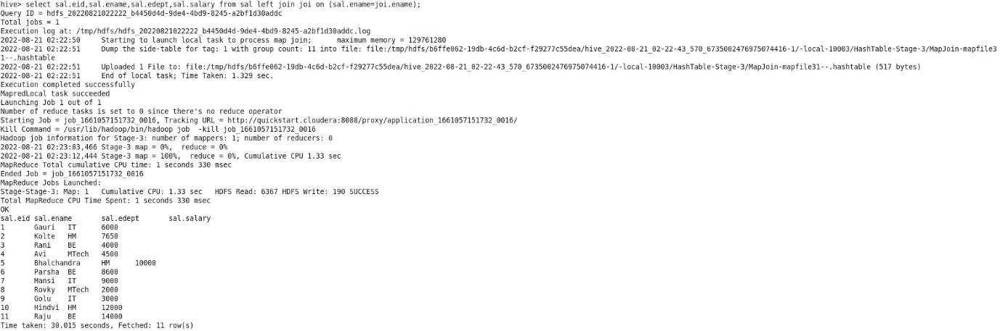 hive> select sal.eid,sal.ename,sal.edept,sal.salary from sal left join joi on (sal.ename=joi.ename);
Query ID = hdfs_20220821022222_b4450d4d-9de4-4bd9-8245-a2bf1d30addc
Total jobs = 1
Execution log at: /tmp/hdfs/hdfs_20220821022222_b4450d4d-9de4-4bd9-8245-a2bf1d30addc.log
2022-08-21 02:22:50     Starting to launch local task to process map join;      maximum memory = 129761280
2022-08-21 02:22:51     Dump the side-table for tag: 1 with group count: 11 into file: file:/tmp/hdfs/b6ffe062-19db-4c6d-b2cf-f29277c55dea/hive_2022-08-21_02-22-43_570_6735002476975074416-1/-local-10003/HashTable-Stage-3/MapJoin-mapfile3
1--.hashtable
2022-08-21 02:22:51     Uploaded 1 File to: file:/tmp/hdfs/b6ffe062-19db-4c6d-b2cf-f29277c55dea/hive_2022-08-21_02-22-43_570_6735002476975074416-1/-local-10003/HashTable-Stage-3/MapJoin-mapfile31--.hashtable (517 bytes)
2022-08-21 02:22:51     End of local task; Time Taken: 1.329 sec.
Execution completed successfully
MapredLocal task succeeded
Launching Job 1 out of 1
Number of reduce tasks is set to 0 since there's no reduce operator
Starting Job = job_1661057151732_0016, Tracking URL = http://quickstart.cloudera:8088/proxy/application_1661057151732_0016/
Kill Command = /usr/lib/hadoop/bin/hadoop job  -kill job_1661057151732_0016
Hadoop job information for Stage-3: number of mappers: 1; number of reducers: 0
2022-08-21 02:23:03,466 Stage-3 map = 0%,  reduce = 0%
2022-08-21 02:23:12,444 Stage-3 map = 100%,  reduce = 0%, Cumulative CPU 1.33 sec
MapReduce Total cumulative CPU time: 1 seconds 330 msec
Ended Job = job_1661057151732_0016
MapReduce Jobs Launched:
Stage-Stage-3: Map: 1   Cumulative CPU: 1.33 sec   HDFS Read: 6367 HDFS Write: 190 SUCCESS
Total MapReduce CPU Time Spent: 1 seconds 330 msec
OK
sal.eid sal.ename       sal.edept       sal.salary
1       Gauri   IT      6000
2       Kolte   HM      7650
3       Rani    BE      4000
4       Avi     MTech   4500
5       Bhalchandra     HM      10000
6       Parsha  BE      8600
7       Mansi   IT      9000
8       Rovky   MTech   2000
9       Golu    IT      3000
10      Hindvi  HM      12000
11      Raju    BE      14000
Time taken: 30.015 seconds, Fetched: 11 row(s)